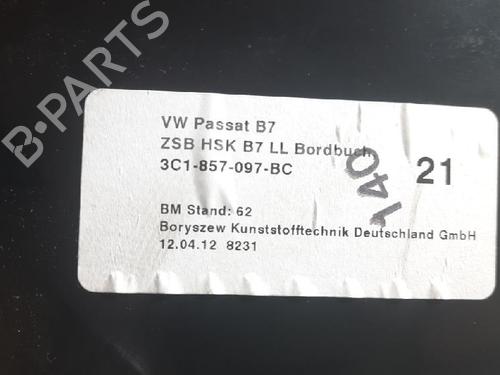 B-PARTS
VW Passat B7
ZSB HSK B7 LL Bordbuch
3C1-857-097-BC
21
140
BM Stand: 62
Boryszew Kunststofftechnik Deutschland GmbH
12.04.12 8231